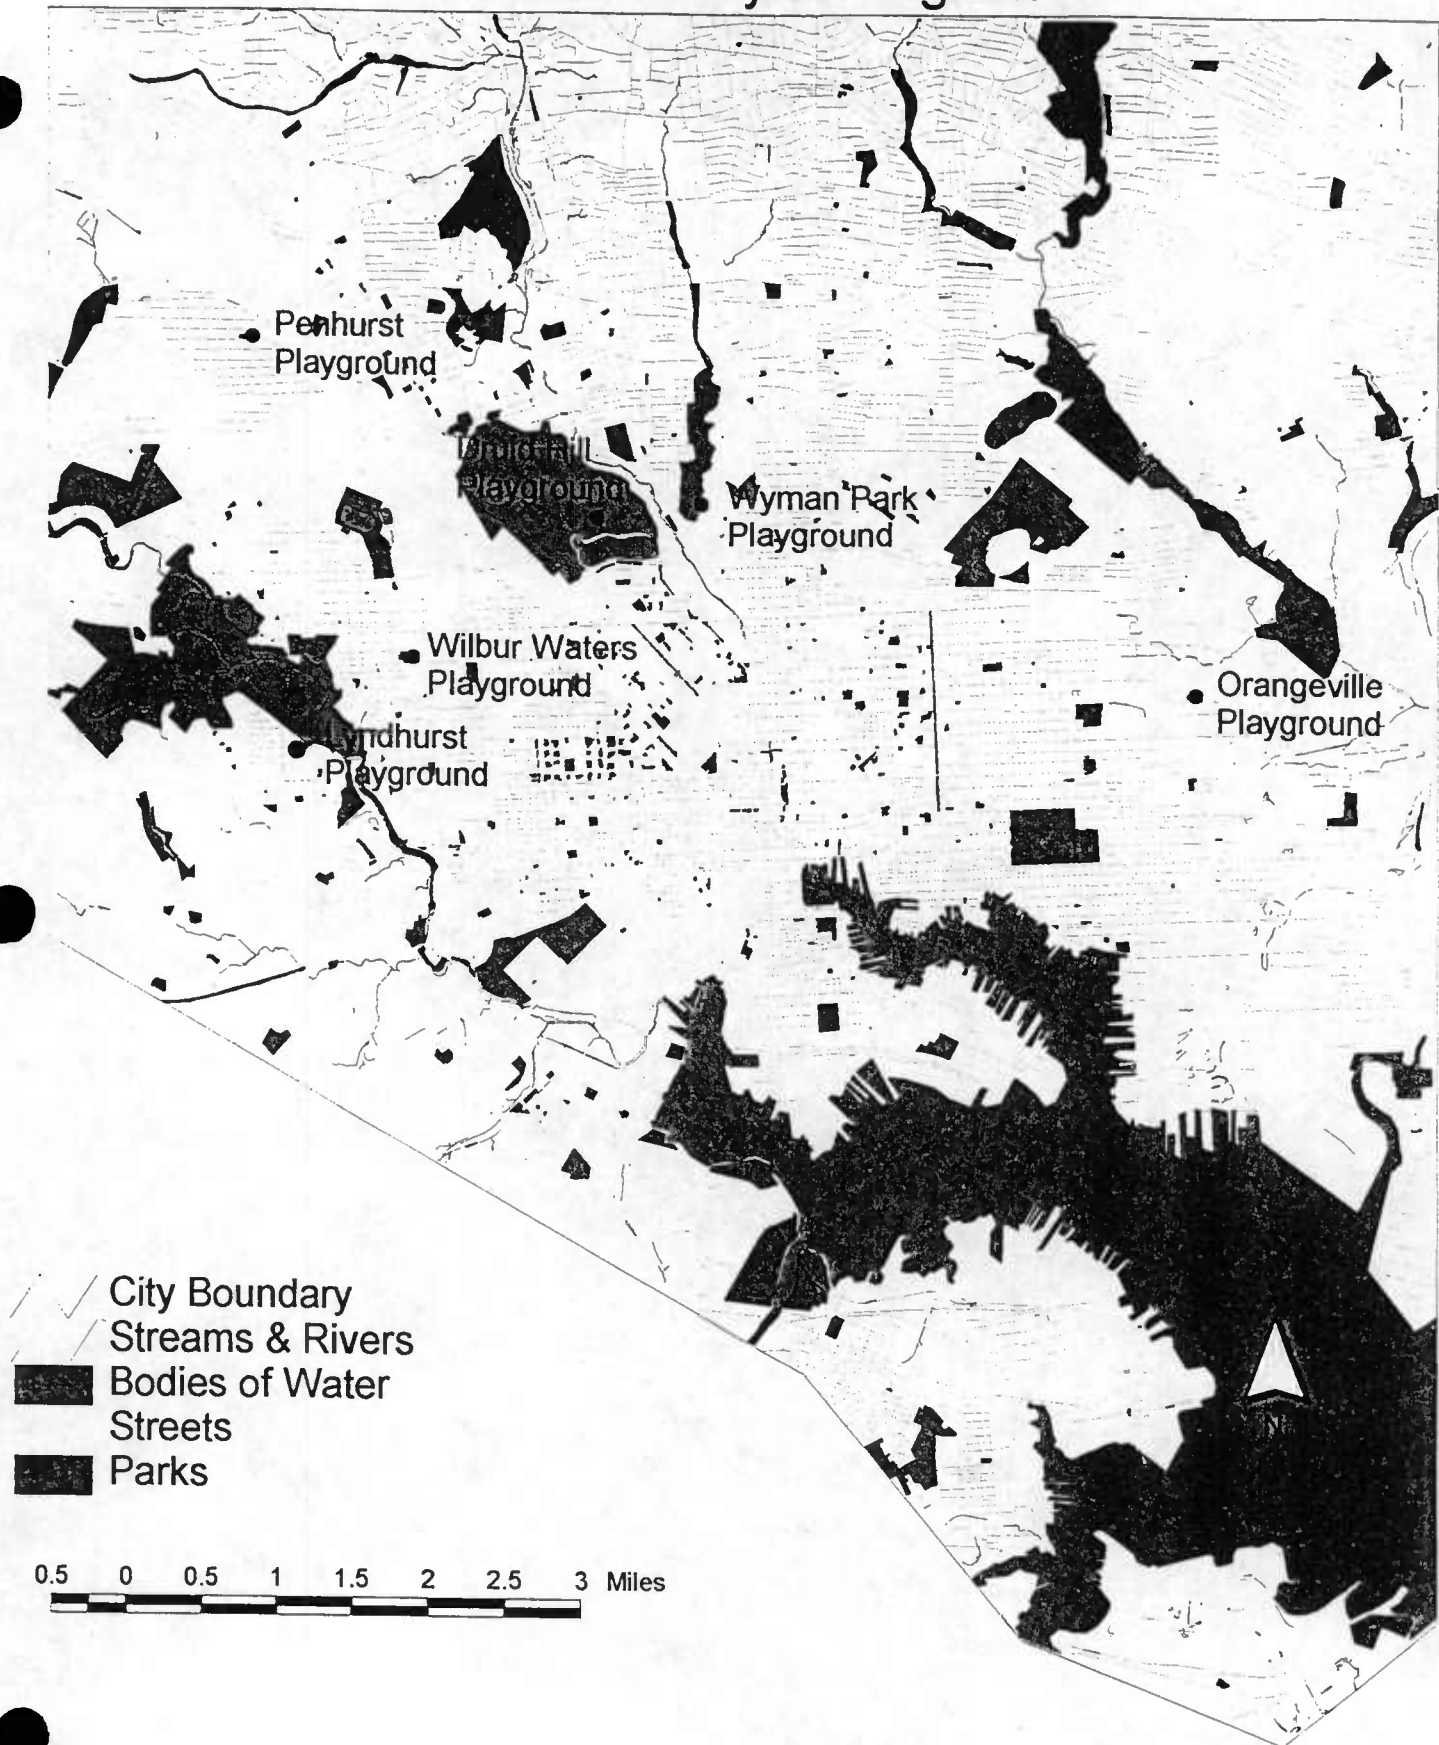 Penhurst
Playground
Druid Hill
Playground
Wyman Park
Playground
Wilbur Waters
Playground
Orangeville
Playground
Lyndhurst
Playground
City Boundary
Streams & Rivers
Bodies of Water
Streets
Parks
N
0.5 0 0.5 1 1.5 2 2.5 3 Miles